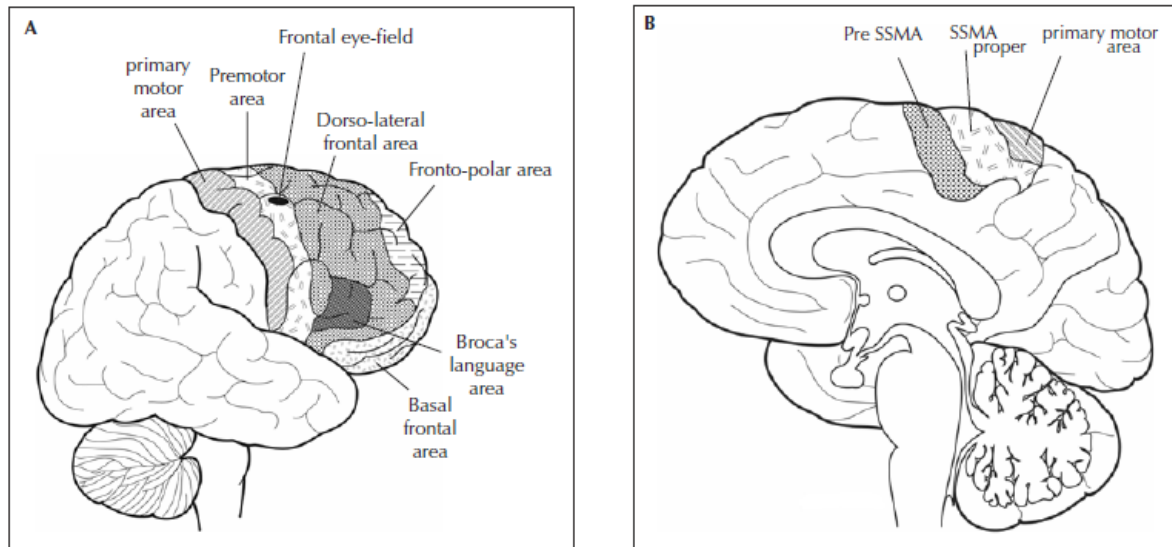 A
Frontal eye-field
primary
motor
area
Premotor
area
Dorso-lateral
frontal area
Fronto-polar area
Broca's
language
area
Basal
frontal
area
B
Pre SSMA
SSMA
proper
primary motor
area